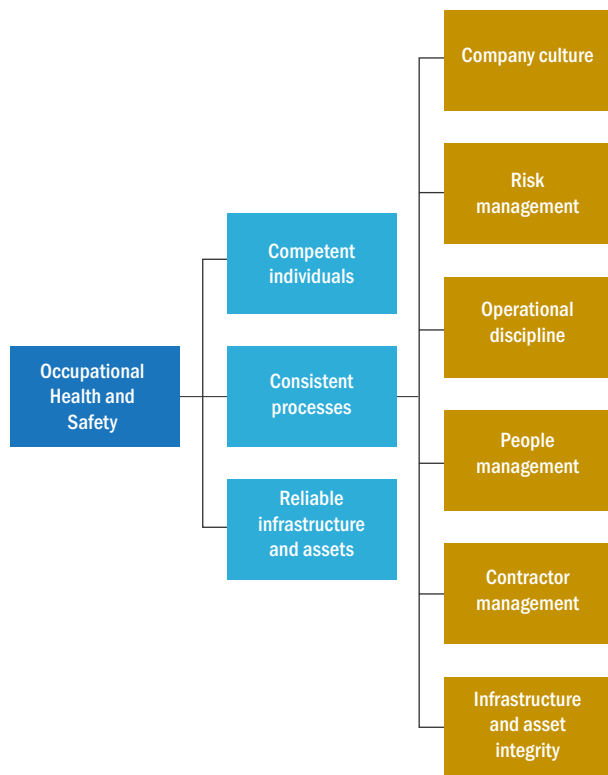 Occupational
Health and
Safety
Competent
individuals
Consistent
processes
Reliable
infrastructure
and assets
Company culture
Risk
management
Operational
discipline
People
management
Contractor
management
Infrastructure
and asset
integrity